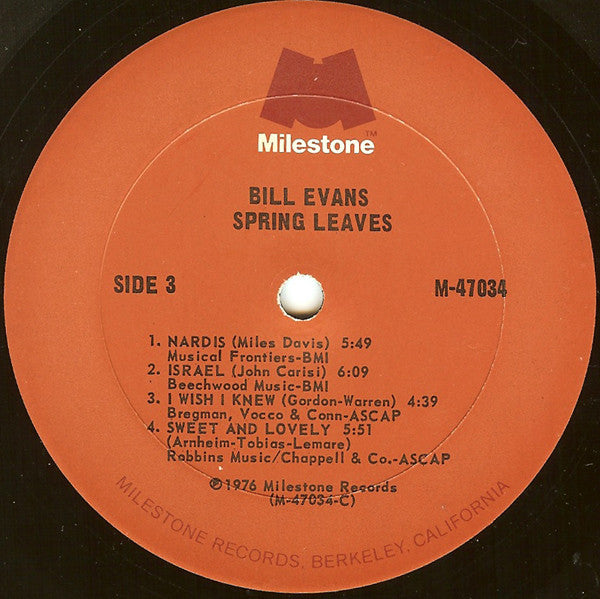 Milestone™
BILL EVANS
SPRING LEAVES
SIDE 3
M-47034
1. NARDIS (Miles Davis) 5:49
Musical Frontiers-BMI
2. ISRAEL (John Carisi) 6:09
Beechwood Music-BMI
3. I WISH I KNEW (Gordon-Warren) 4:39
Bregman, Vocco & Conn-ASCAP
4. SWEET AND LOVELY 5:51
(Arnheim-Tobias-Lemare)
Robbins Music/Chappell & Co.-ASCAP
℗1976 Milestone Records
(M-47034-C)
MILESTONE RECORDS, BERKELEY, CALIFORNIA